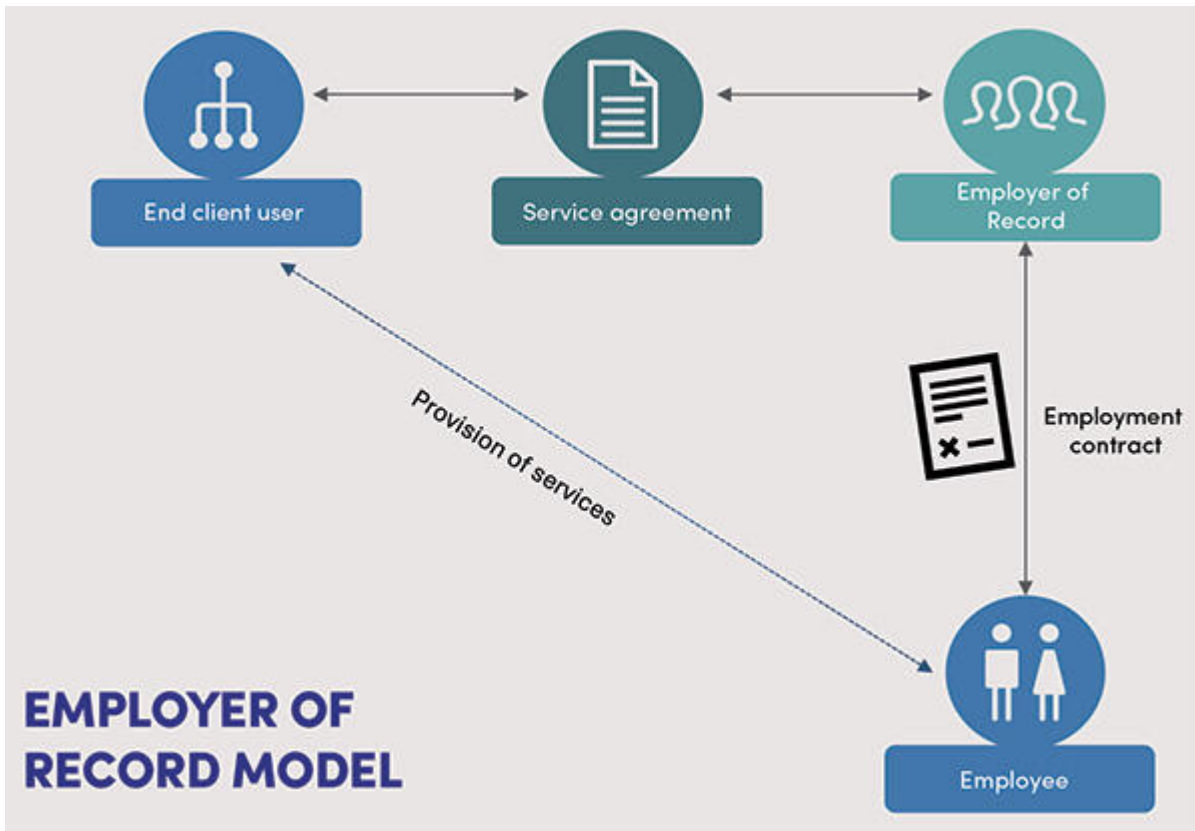 End client user
Service agreement
Employer of
Record
Provision of services
Employment
contract
EMPLOYER OF
RECORD MODEL
Employee